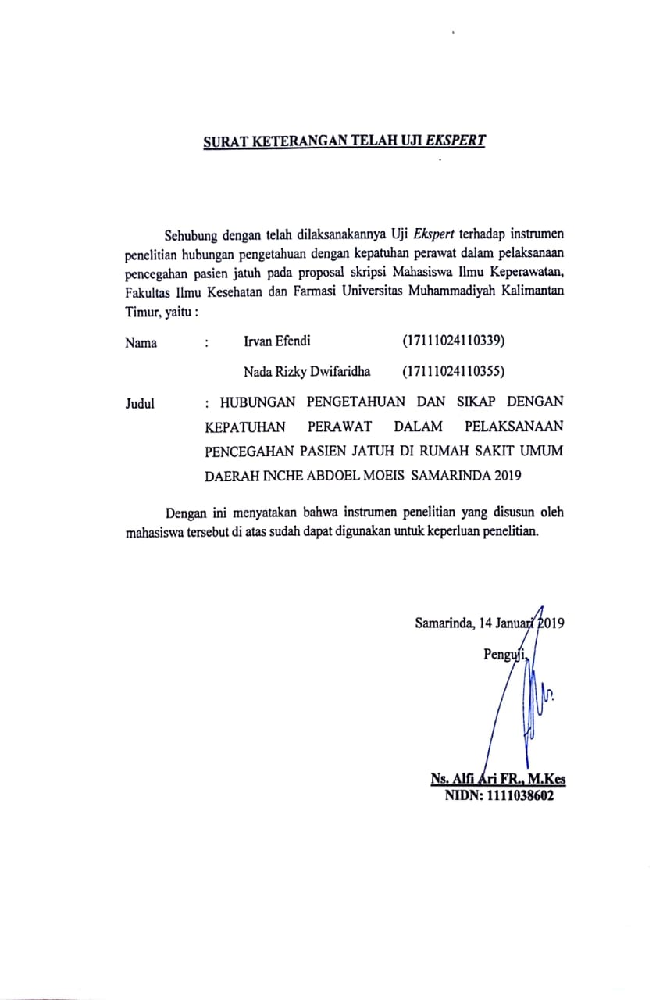 SURAT KETERANGAN TELAH UJI EKSPERT
Sehubung dengan telah dilaksanakannya Uji Ekspert terhadap instrumen
penelitian hubungan pengetahuan dengan kepatuhan perawat dalam pelaksanaan
pencegahan pasien jatuh pada proposal skripsi Mahasiswa Ilmu Keperawatan,
Fakultas Ilmu Kesehatan dan Farmasi Universitas Muhammadiyah Kalimantan
Timur, yaitu :
Nama : Irvan Efendi (17111024110339)
Nada Rizky Dwifaridha (17111024110355)
Judul : HUBUNGAN PENGETAHUAN DAN SIKAP DENGAN
KEPATUHAN PERAWAT DALAM PELAKSANAAN
PENCEGAHAN PASIEN JATUH DI RUMAH SAKIT UMUM
DAERAH INCHE ABDOEL MOEIS SAMARINDA 2019
Dengan ini menyatakan bahwa instrumen penelitian yang disusun oleh
mahasiswa tersebut di atas sudah dapat digunakan untuk keperluan penelitian.
Samarinda, 14 Januari 2019
Penguji,
Ns. Alfi Ari FR., M.Kes
NIDN: 1111038602